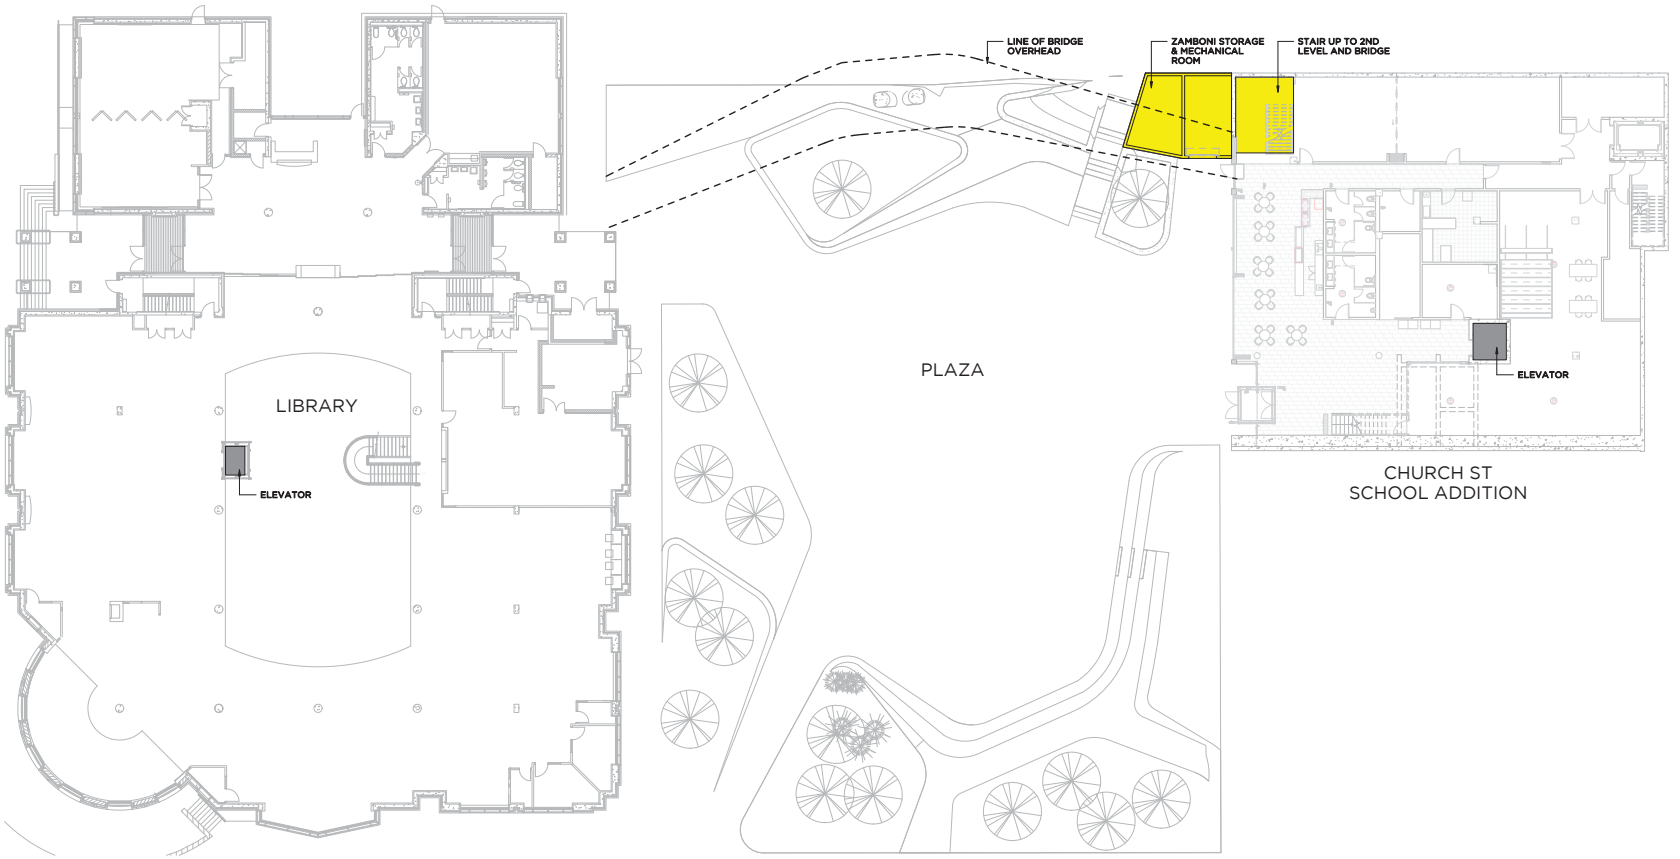 LINE OF BRIDGE
OVERHEAD
ZAMBONI STORAGE
& MECHANICAL
ROOM
STAIR UP TO 2ND
LEVEL AND BRIDGE
PLAZA
ELEVATOR
LIBRARY
CHURCH ST
SCHOOL ADDITION
ELEVATOR